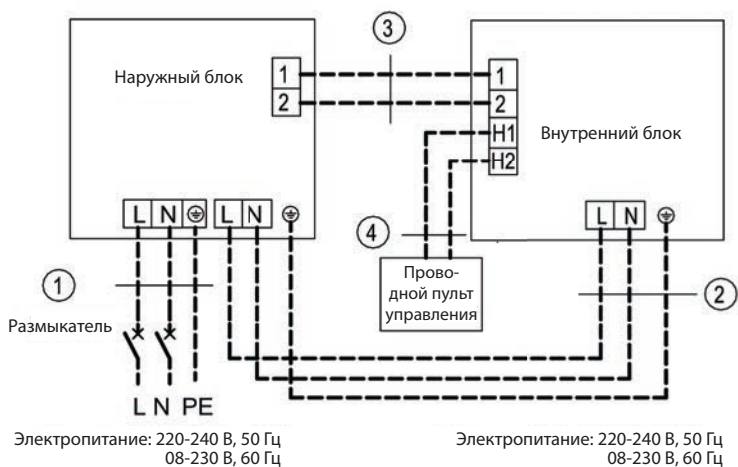 3
Наружный блок
1
2
1
2
H1
H2
Внутренний блок
L N
L N
L N
4
1
Прово-
дной пульт
управления
2
Размыкатель
L N PE
Электропитание: 220-240 В, 50 Гц
08-230 В, 60 Гц
Электропитание: 220-240 В, 50 Гц
08-230 В, 60 Гц